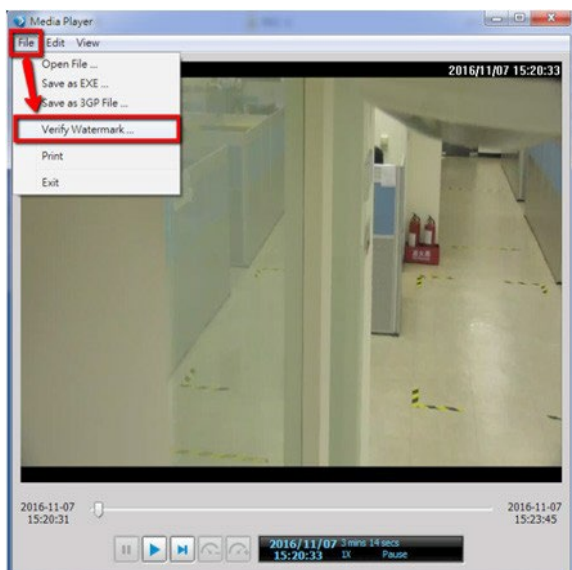 Media Player
File Edit View
Open File ...
Save as EXE ...
Save as 3GP File ...
Verify Watermark ...
Print
Exit
2016/11/07 15:20:33
2016-11-07
15:20:31
2016-11-07
15:23:45
2016/11/07 3 mins 14 secs
15:20:33 1X Pause